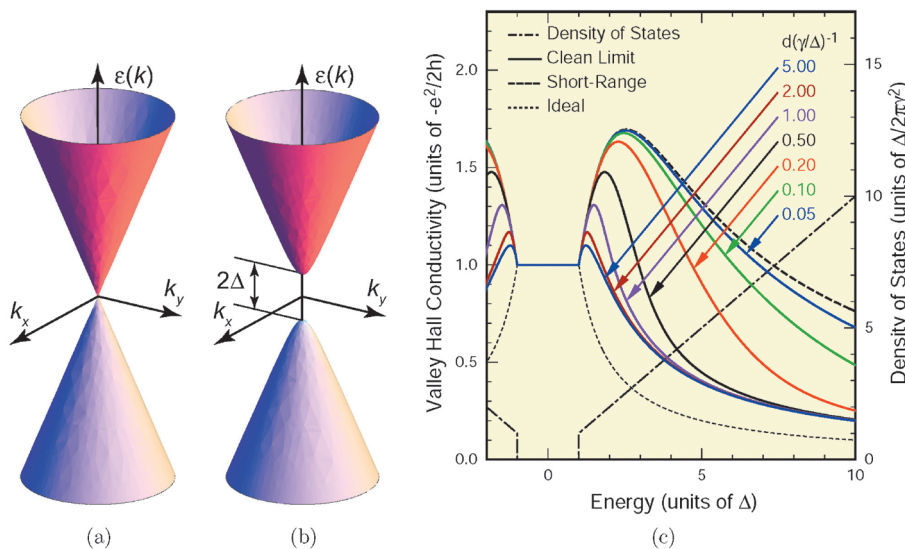 ε(k)
k_x
k_y
(a)
ε(k)
2Δ
k_x
k_y
(b)
Valley Hall Conductivity (units of -e²/2h)
2.0
1.5
1.0
0.5
0.0
Density of States
Clean Limit
Short-Range
Ideal
d(γ/Δ)⁻¹
5.00
2.00
1.00
0.50
0.20
0.10
0.05
15
10
5
0
Density of States (units of Δ/2πγ²)
0
5
10
Energy (units of Δ)
(c)